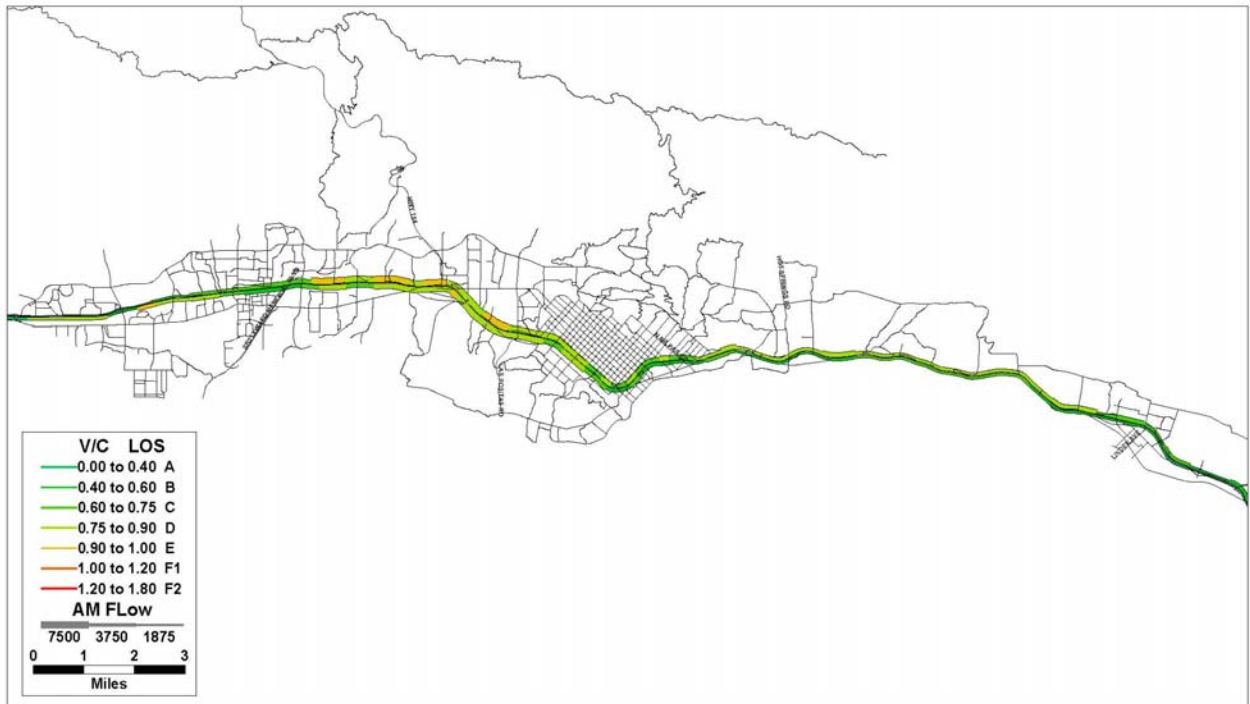 HWY 154
V/C LOS
0.00 to 0.40 A
0.40 to 0.60 B
0.60 to 0.75 C
0.75 to 0.90 D
0.90 to 1.00 E
1.00 to 1.20 F1
1.20 to 1.80 F2
AM FLow
7500 3750 1875
0 1 2 3
Miles